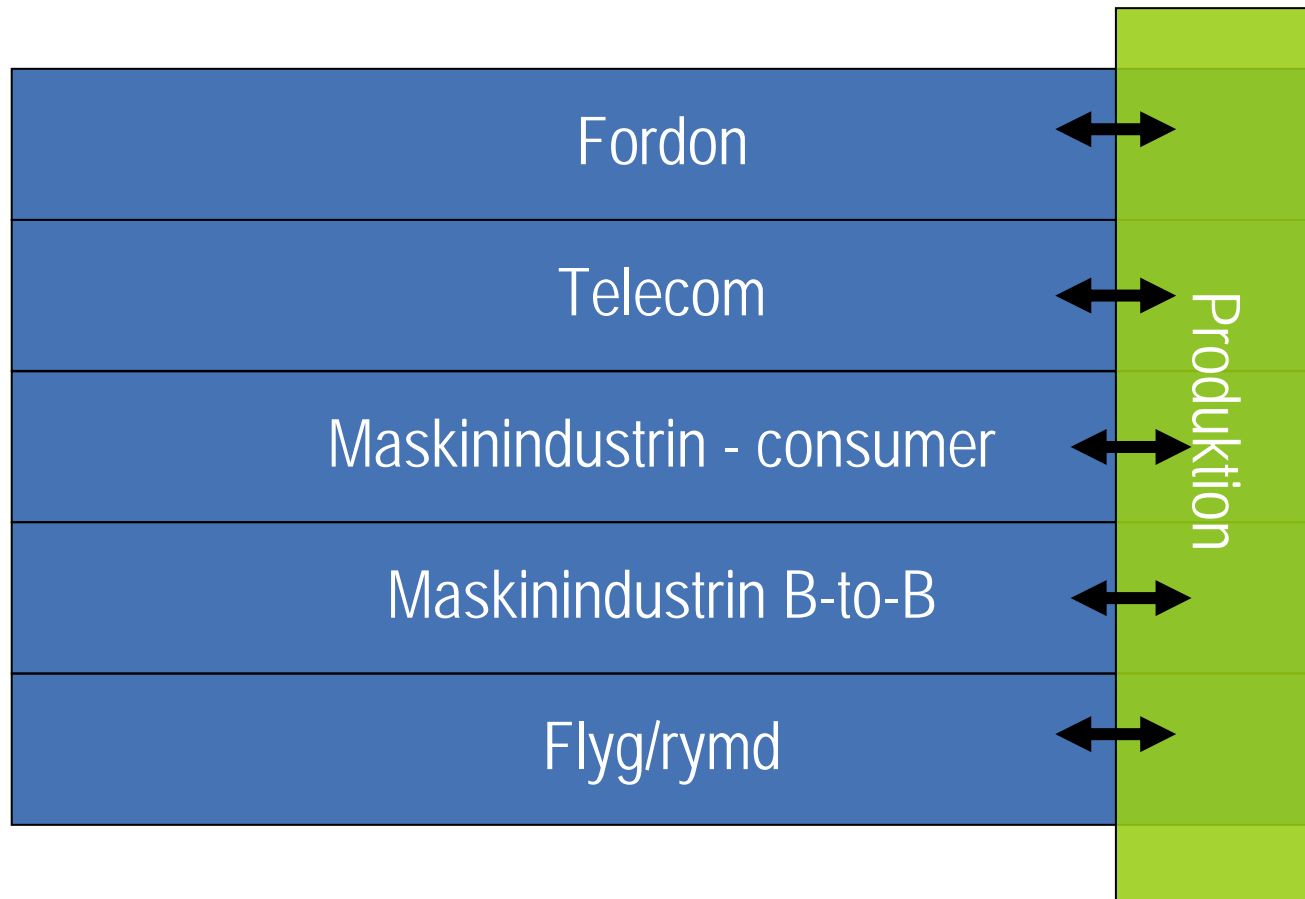 Fordon
Telecom
Maskinindustrin - consumer
Maskinindustrin B-to-B
Flyg/rymd
Produktion